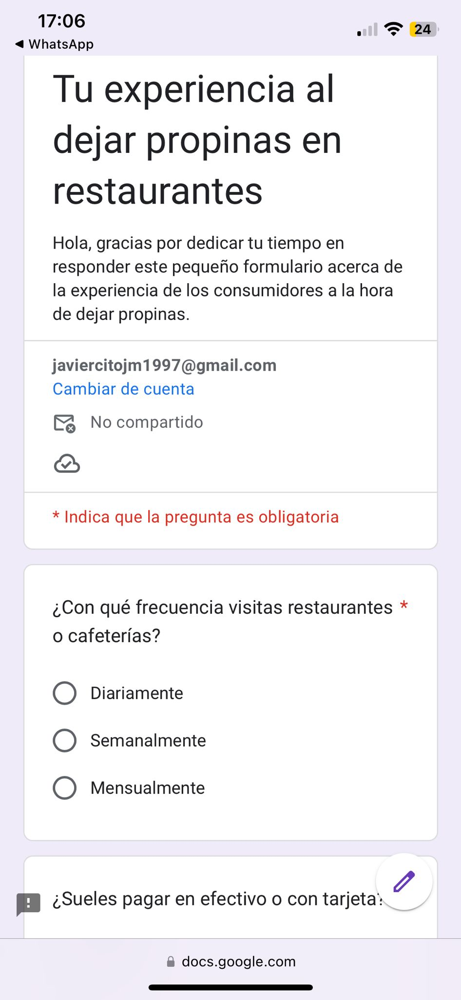 17:06
24
◀ WhatsApp
Tu experiencia al
dejar propinas en
restaurantes
Hola, gracias por dedicar tu tiempo en
responder este pequeño formulario acerca de
la experiencia de los consumidores a la hora
de dejar propinas.
javiercitojm1997@gmail.com
Cambiar de cuenta
No compartido
* Indica que la pregunta es obligatoria
¿Con qué frecuencia visitas restaurantes *
o cafeterías?
Diariamente
Semanalmente
Mensualmente
¿Sueles pagar en efectivo o con tarjeta?
docs.google.com